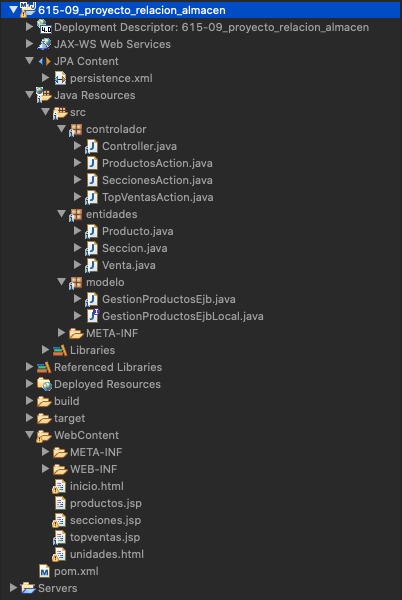 615-09_proyecto_relacion_almacen
Deployment Descriptor: 615-09_proyecto_relacion_almacen
JAX-WS Web Services
JPA Content
persistence.xml
Java Resources
src
controlador
Controller.java
ProductosAction.java
SeccionesAction.java
TopVentasAction.java
entidades
Producto.java
Seccion.java
Venta.java
modelo
GestionProductosEjb.java
GestionProductosEjbLocal.java
META-INF
Libraries
Referenced Libraries
Deployed Resources
build
target
WebContent
META-INF
WEB-INF
inicio.html
productos.jsp
secciones.jsp
topventas.jsp
unidades.html
pom.xml
Servers